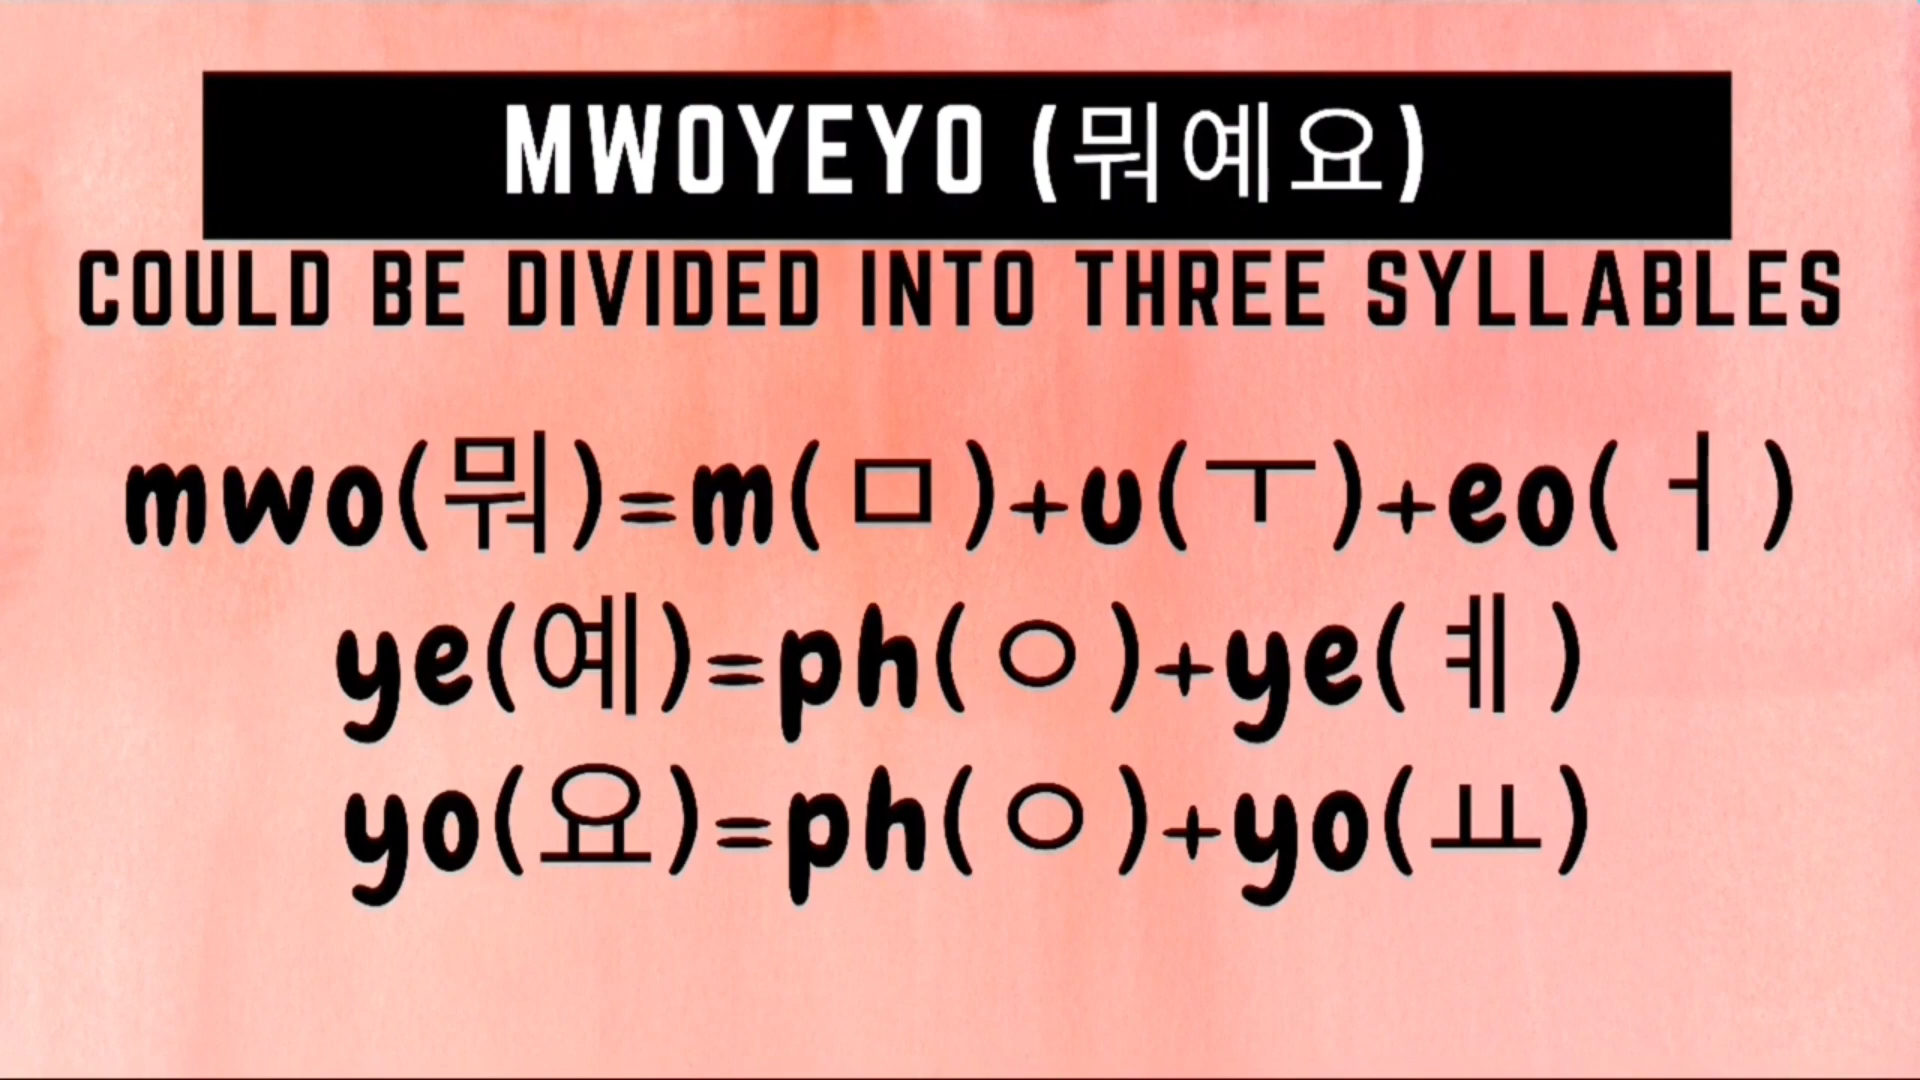 MWOYEYO (뭐예요)
COULD BE DIVIDED INTO THREE SYLLABLES
mwo(뭐)=m(ㅁ)+u(ㅜ)+eo(ㅓ)
ye(예)=ph(ㅇ)+ye(ㅖ)
yo(요)=ph(ㅇ)+yo(ㅛ)